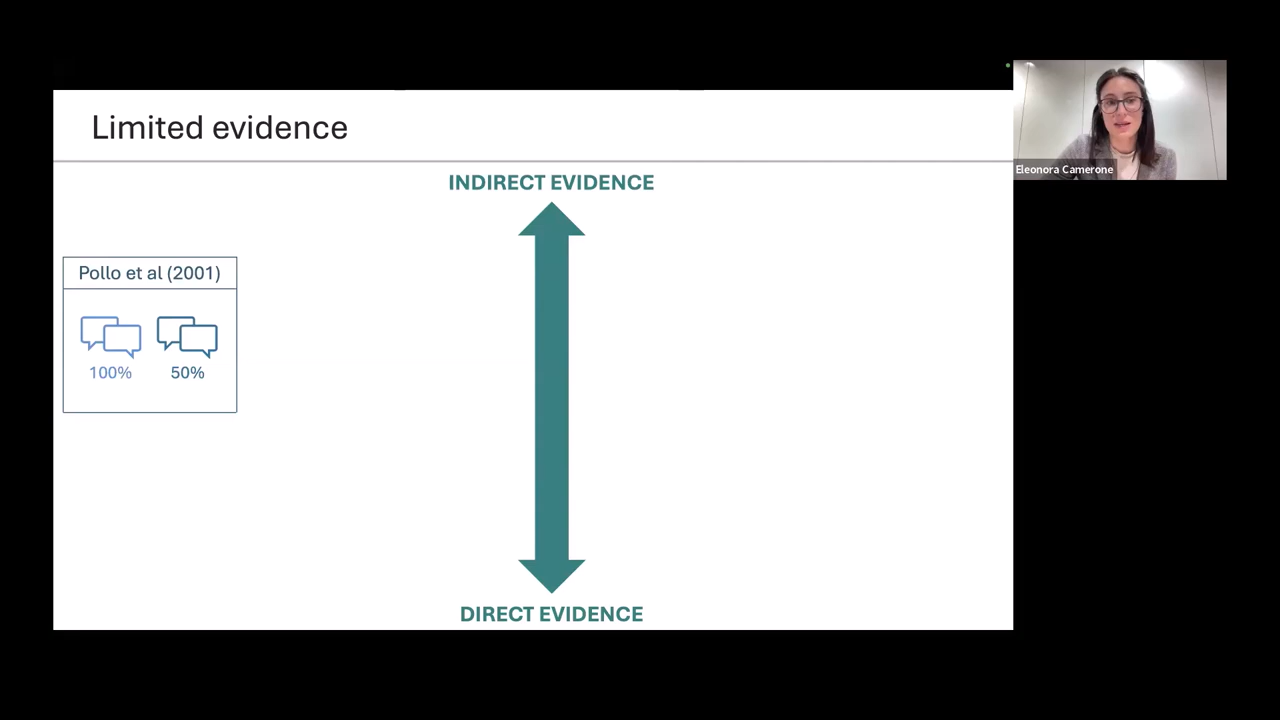 Limited evidence
INDIRECT EVIDENCE
Pollo et al (2001)
100% 50%
DIRECT EVIDENCE
Eleonora Camerone